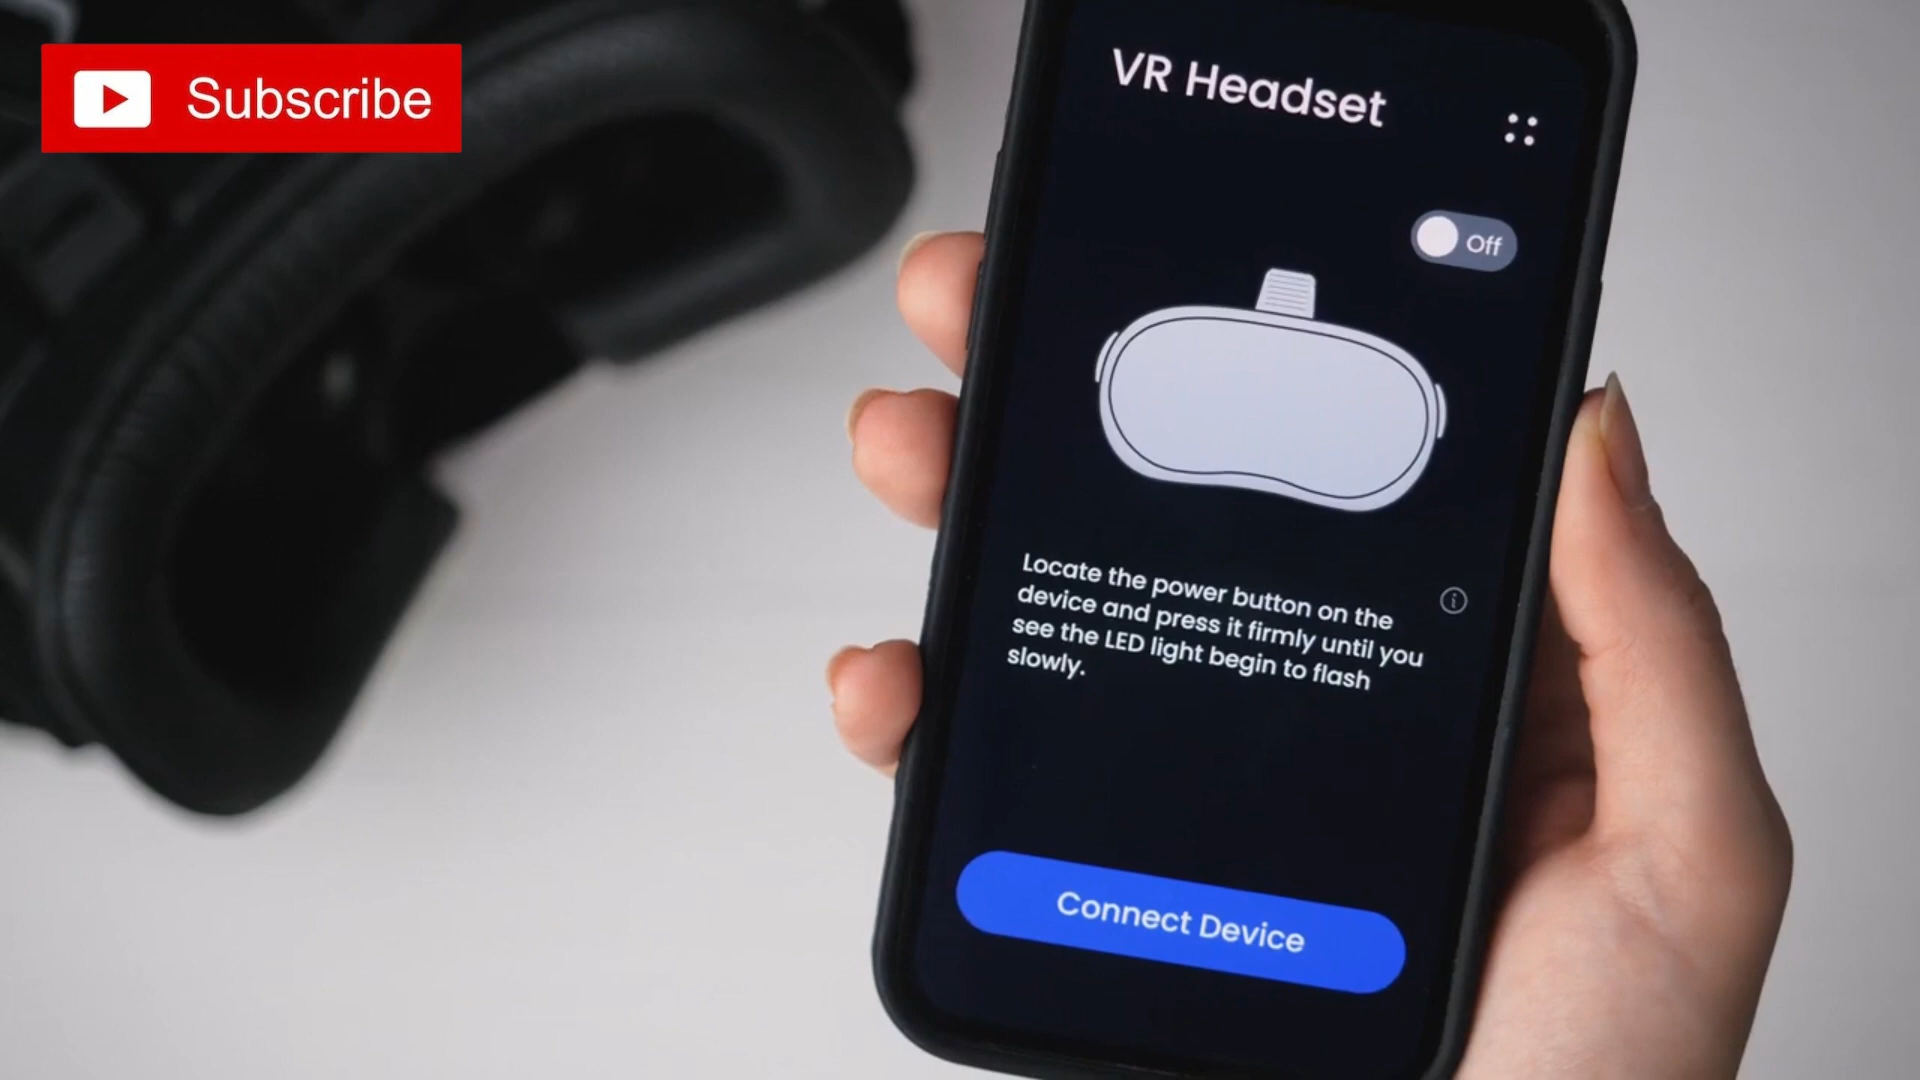 Subscribe
VR Headset
Off
Locate the power button on the
device and press it firmly until you
see the LED light begin to flash
slowly.
Connect Device